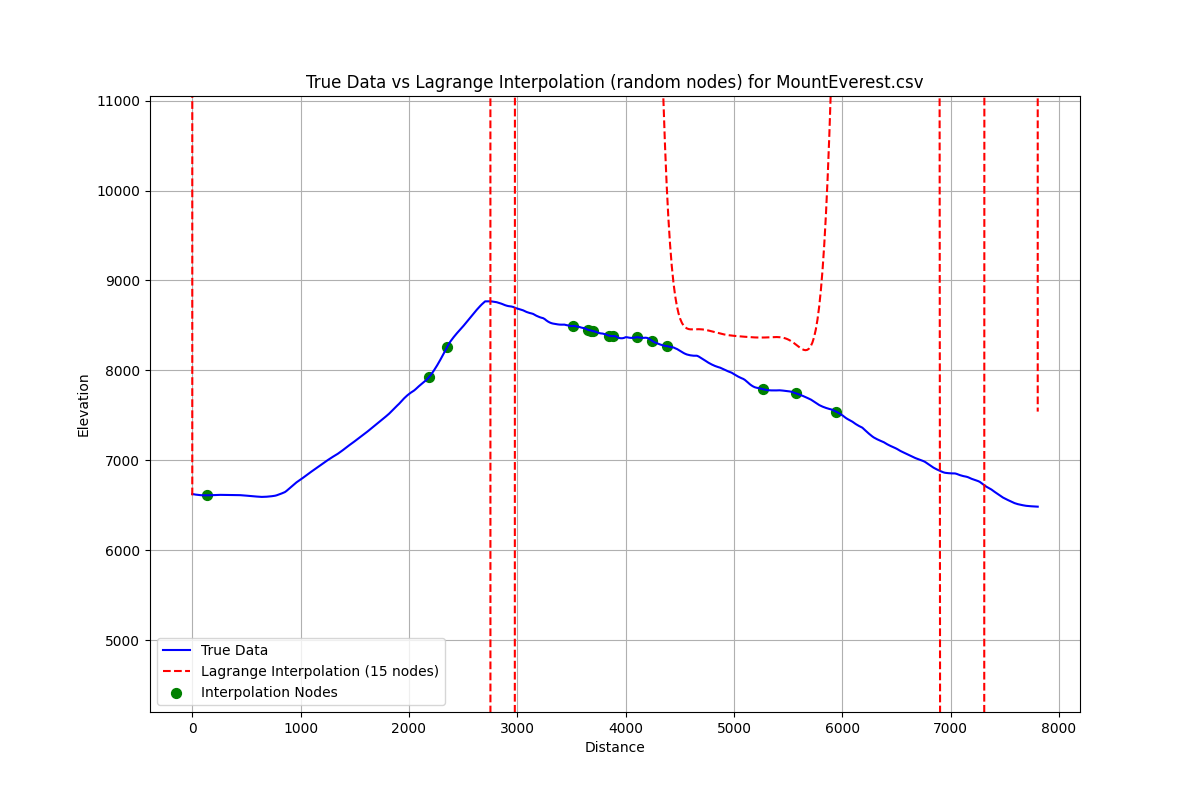 True Data vs Lagrange Interpolation (random nodes) for MountEverest.csv
11000
10000
9000
8000
7000
6000
5000
Elevation
True Data
Lagrange Interpolation (15 nodes)
Interpolation Nodes
0 1000 2000 3000 4000 5000 6000 7000 8000
Distance